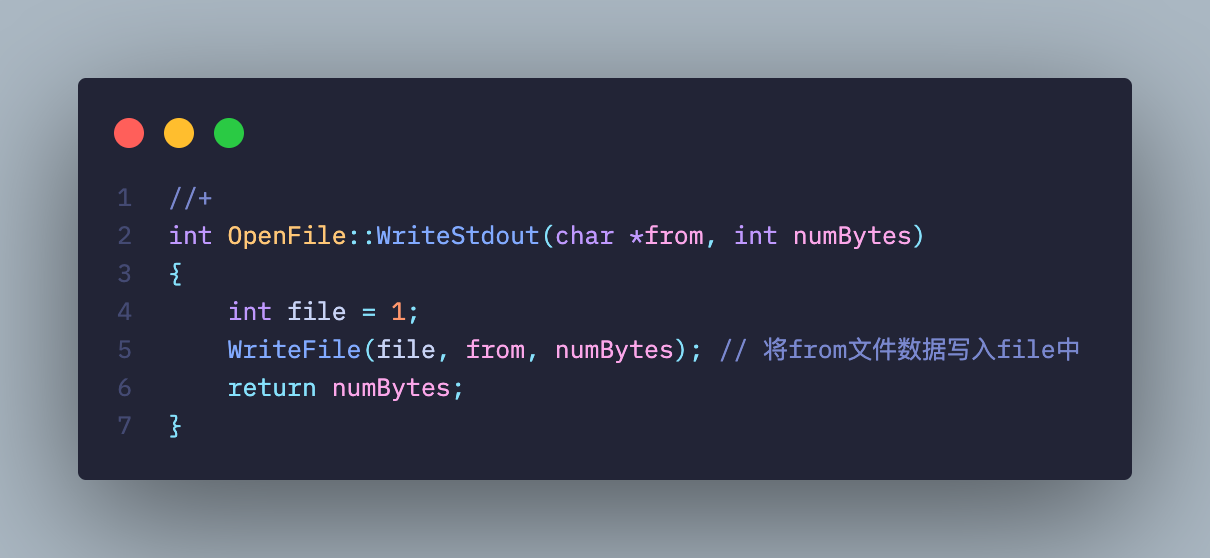 1 //+
2 int OpenFile::WriteStdout(char *from, int numBytes)
3 {
4     int file = 1;
5     WriteFile(file, from, numBytes); // 将from文件数据写入file中
6     return numBytes;
7 }